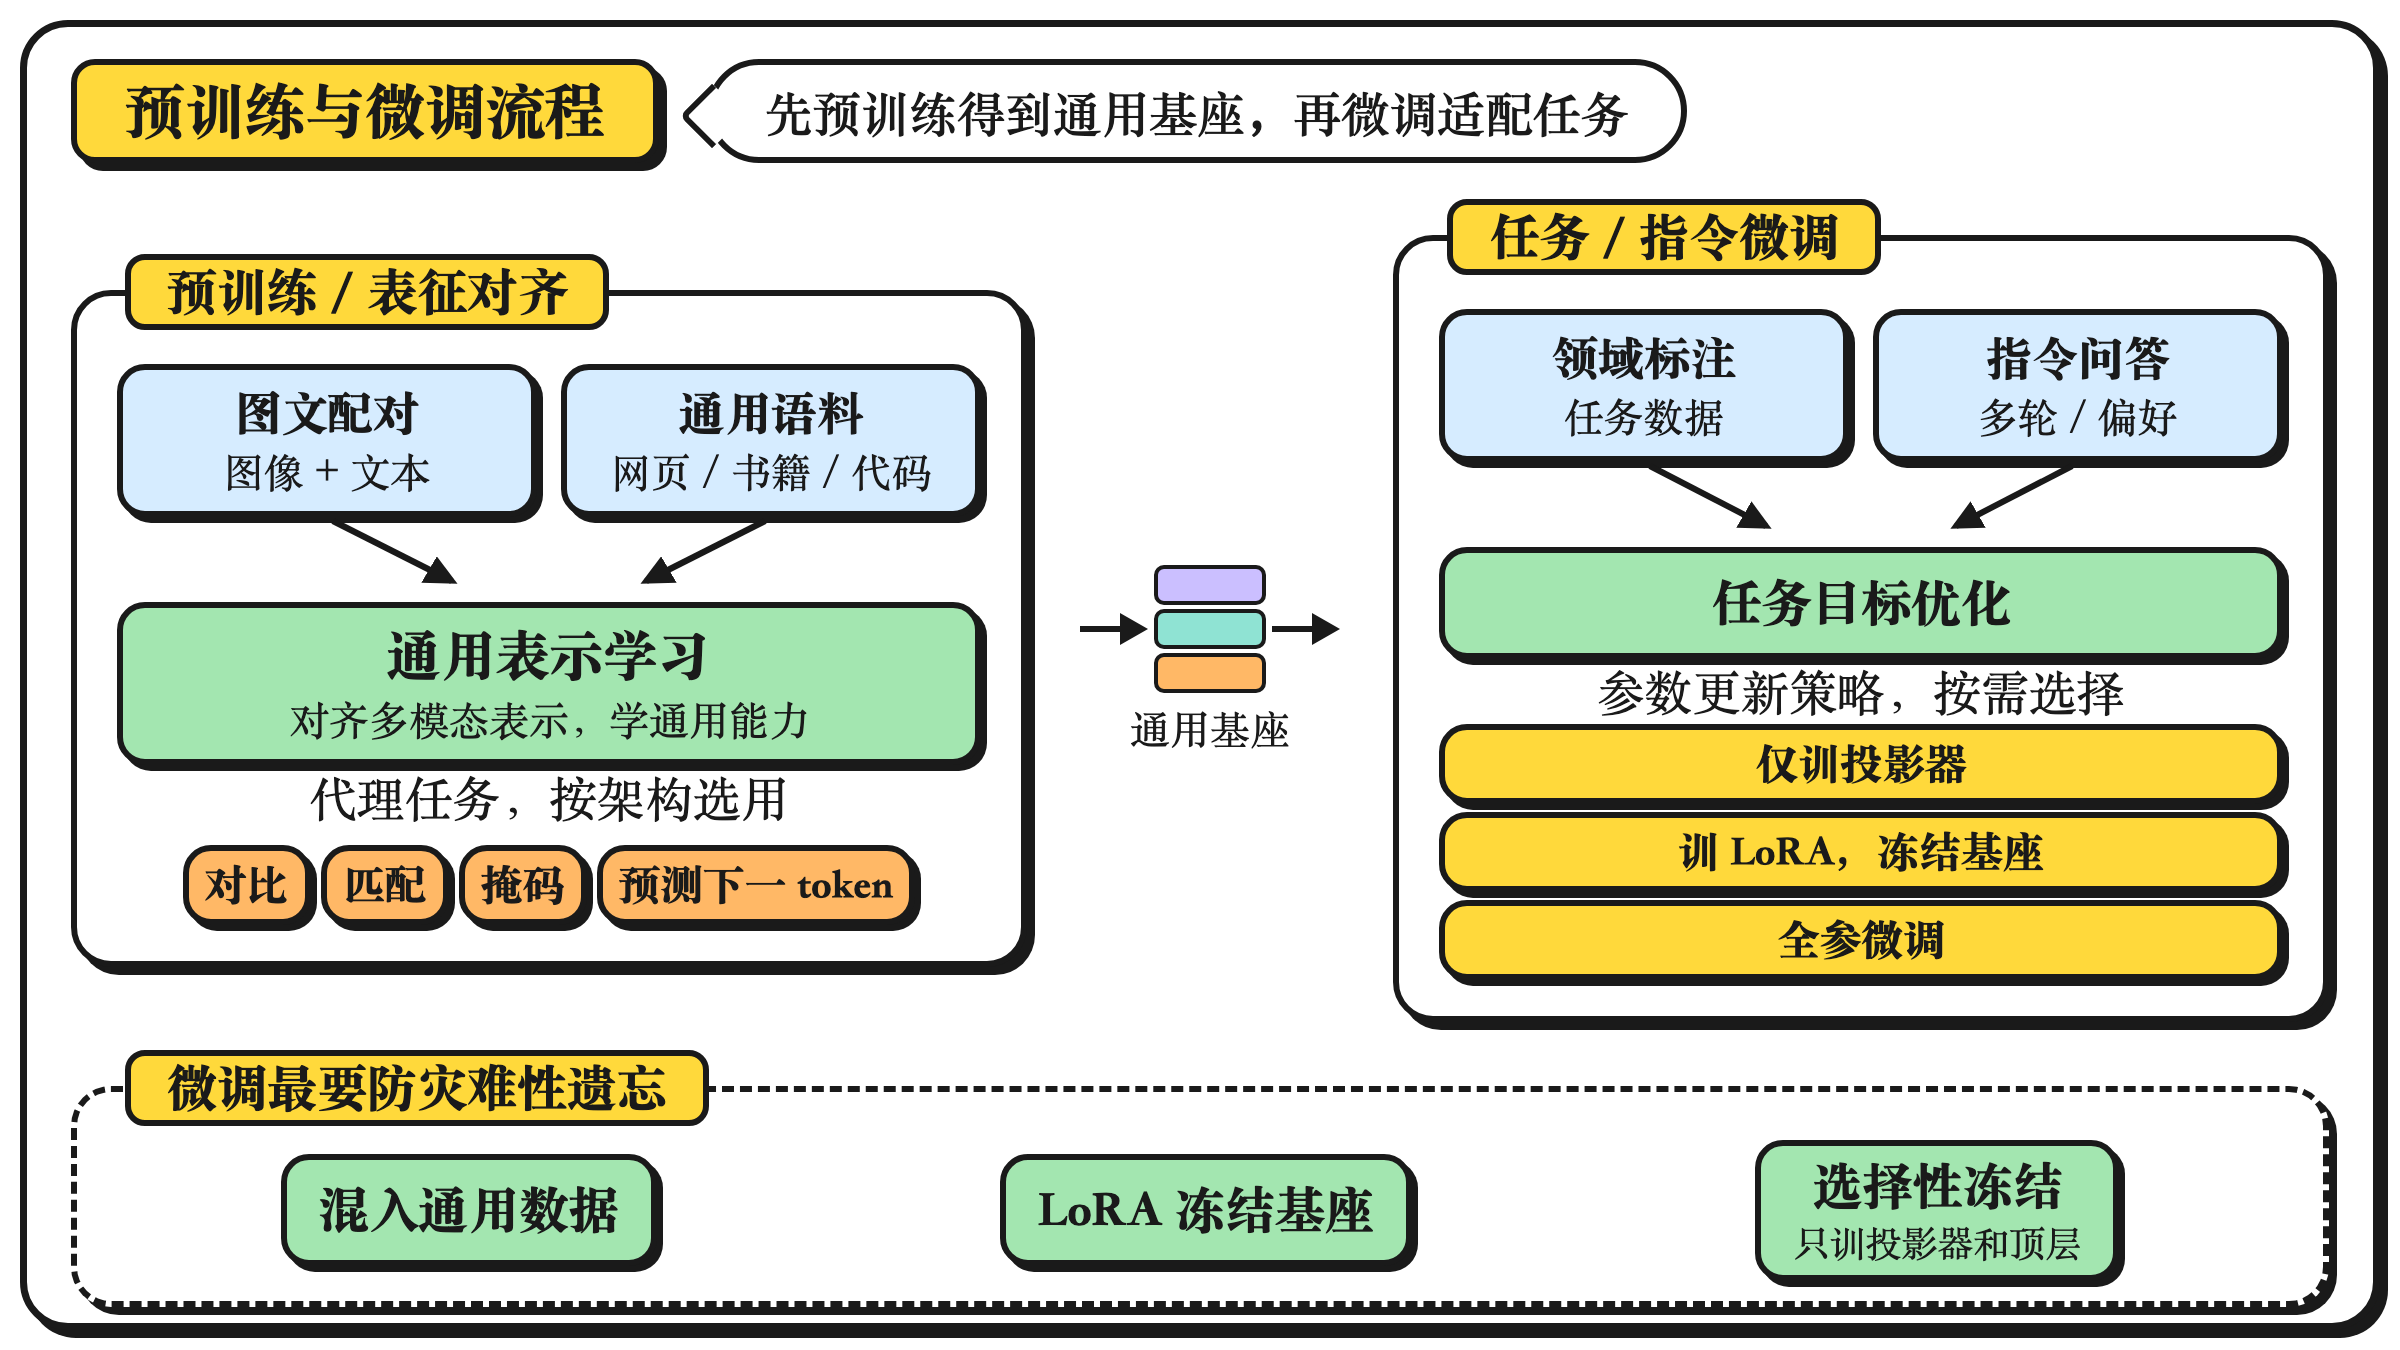 预训练与微调流程
先预训练得到通用基座，再微调适配任务
预训练 / 表征对齐
图文配对
图像 + 文本
通用语料
网页 / 书籍 / 代码
通用表示学习
对齐多模态表示，学通用能力
代理任务，按架构选用
对比
匹配
掩码
预测下一 token
通用基座
任务 / 指令微调
领域标注
任务数据
指令问答
多轮 / 偏好
任务目标优化
参数更新策略，按需选择
仅训投影器
训 LoRA，冻结基座
全参微调
微调最要防灾难性遗忘
混入通用数据
LoRA 冻结基座
选择性冻结
只训投影器和顶层